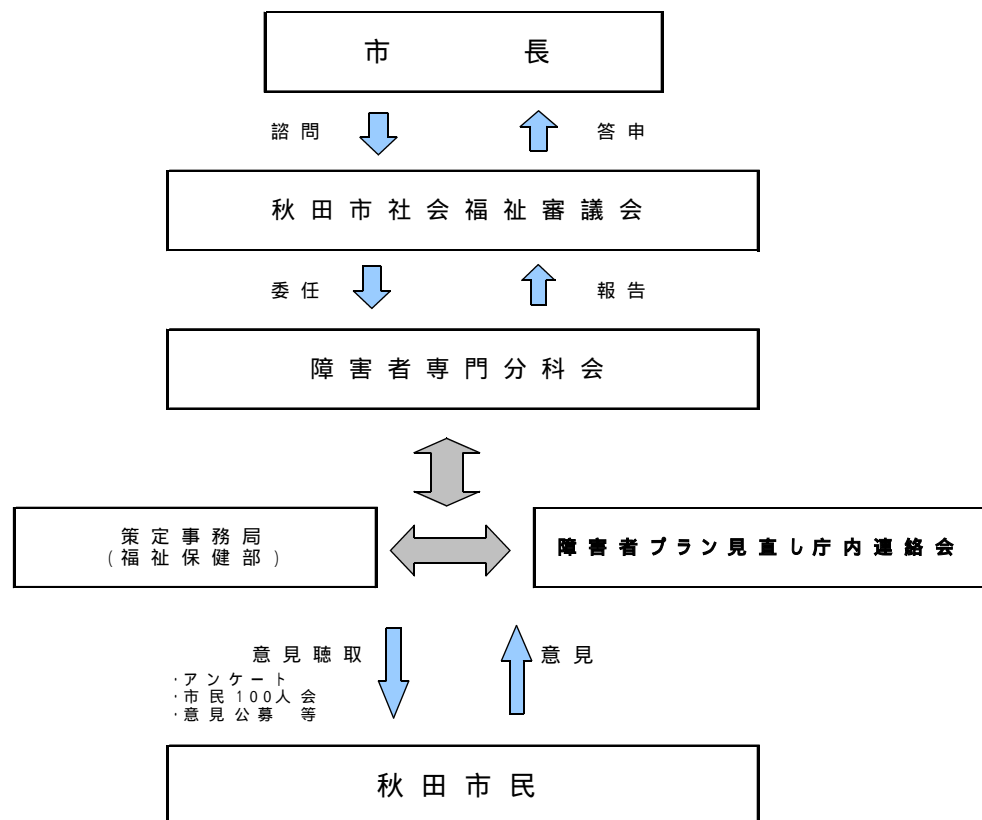 市長
諮問
答申
秋田市社会福祉審議会
委任
報告
障害者専門分科会
策定事務局
(福祉保健部)
障害者プラン見直し庁内連絡会
意見聴取
・アンケート
・市民100人会
・意見公募 等
意見
秋田市民